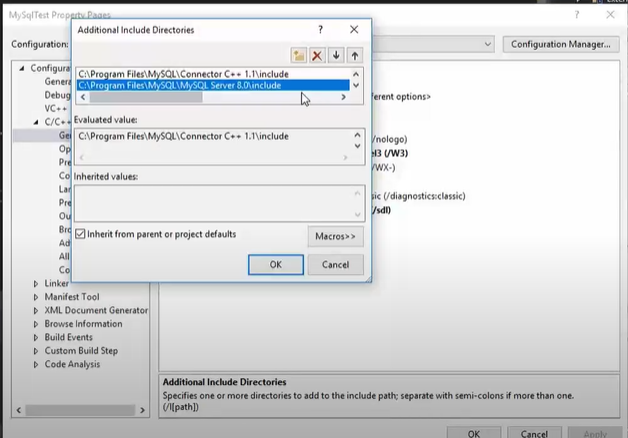 MySqlTest Property Pages
Additional Include Directories
Configuration:
Configuration Manager...
C:\Program Files\MySQL\Connector C++ 1.1\include
C:\Program Files\MySQL\MySQL Server 8.0\include
Evaluated value:
C:\Program Files\MySQL\Connector C++ 1.1\include
Inherited values:
Inherit from parent or project defaults
Macros>>
OK
Cancel
Configura
Genera
Debug
VC++
C/C++
Ge
Op
Pre
Co
Lar
Pre
Ou
Bro
Ad
All
Co
Linker
Manifest Tool
XML Document Generator
Browse Information
Build Events
Custom Build Step
Code Analysis
erent options>
/nologo)
el3 (/W3)
/WX-)
sic (/diagnostics:classic)
/sdl)
Additional Include Directories
Specifies one or more directories to add to the include path; separate with semi-colons if more than one.
(/I[path])
OK
Cancel
Apply